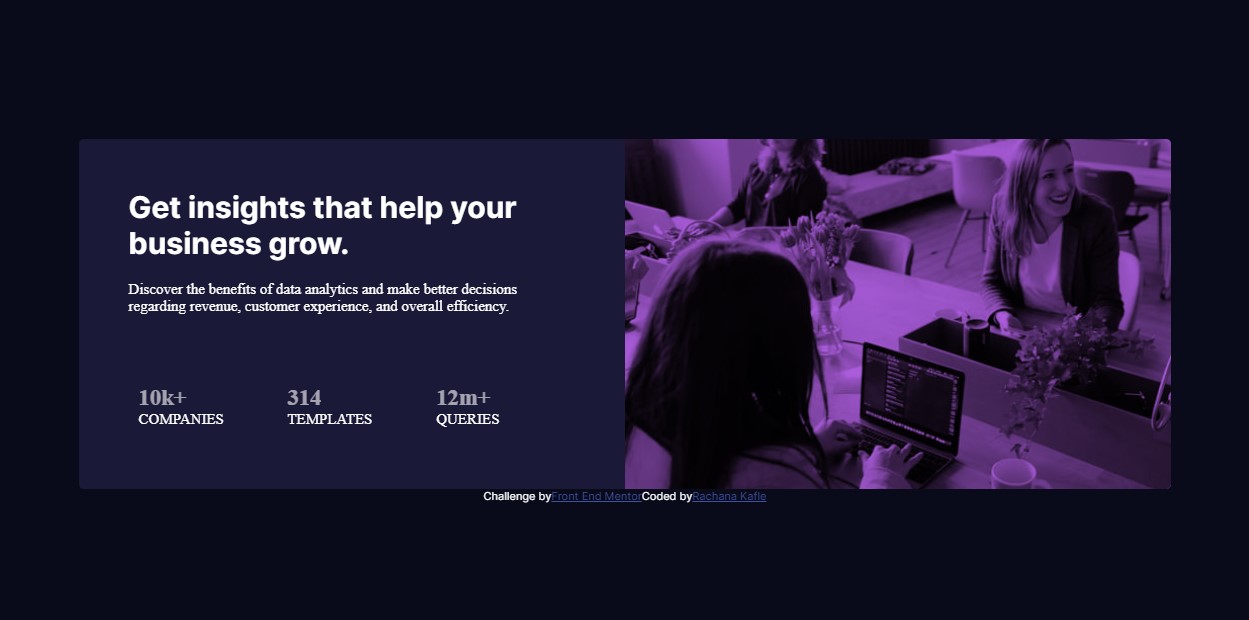 Get insights that help your
business grow.
Discover the benefits of data analytics and make better decisions
regarding revenue, customer experience, and overall efficiency.
10k+ 314 12m+
COMPANIES TEMPLATES QUERIES
Challenge byFront End MentorCoded byRachana Kafle